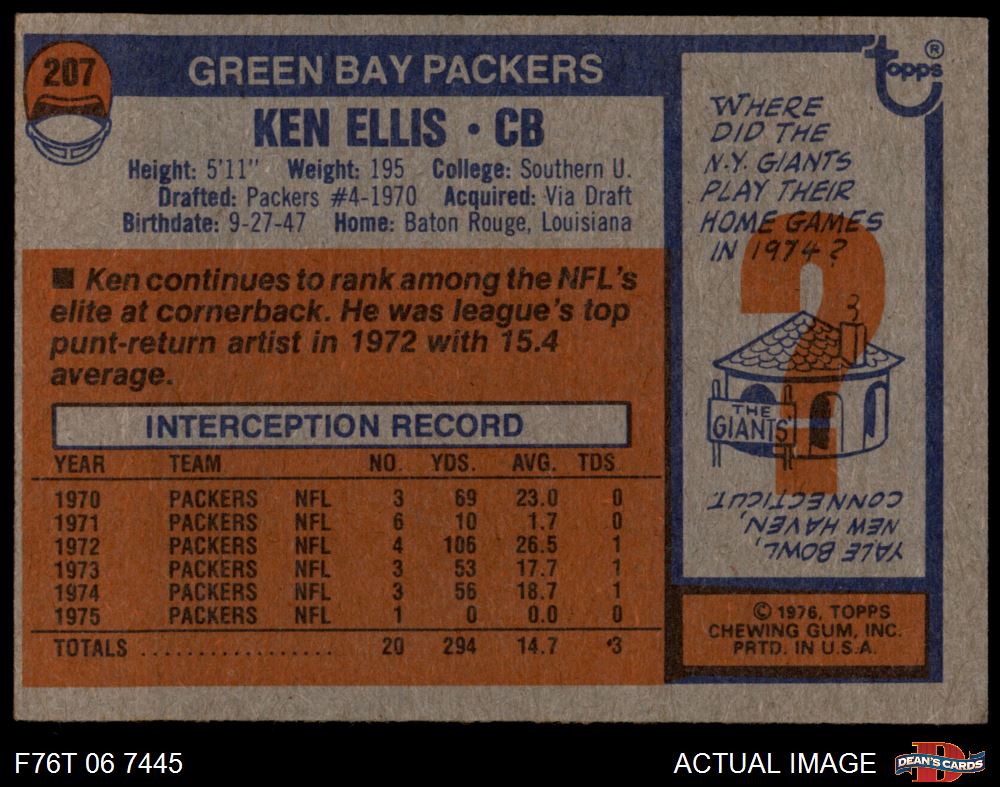 207
GREEN BAY PACKERS
KEN ELLIS • CB
Height: 5'11" Weight: 195 College: Southern U.
Drafted: Packers #4-1970 Acquired: Via Draft
Birthdate: 9-27-47 Home: Baton Rouge, Louisiana
■ Ken continues to rank among the NFL's
elite at cornerback. He was league's top
punt-return artist in 1972 with 15.4
average.
INTERCEPTION RECORD
YEAR TEAM NO. YDS. AVG. TDS
1970 PACKERS NFL 3 69 23.0 0
1971 PACKERS NFL 6 10 1.7 0
1972 PACKERS NFL 4 106 26.5 1
1973 PACKERS NFL 3 53 17.7 1
1974 PACKERS NFL 3 56 18.7 1
1975 PACKERS NFL 1 0 0.0 0
TOTALS ................. 20 294 14.7 *3
Topps®
WHERE
DID THE
N.Y. GIANTS
PLAY THEIR
HOME GAMES
IN 1974?
?
THE
GIANTS
YALE BOWL,
NEW HAVEN,
CONNECTICUT
© 1976, TOPPS
CHEWING GUM, INC.
PRTD. IN U.S.A.
F76T 06 7445
ACTUAL IMAGE
D
DEAN'S CARDS